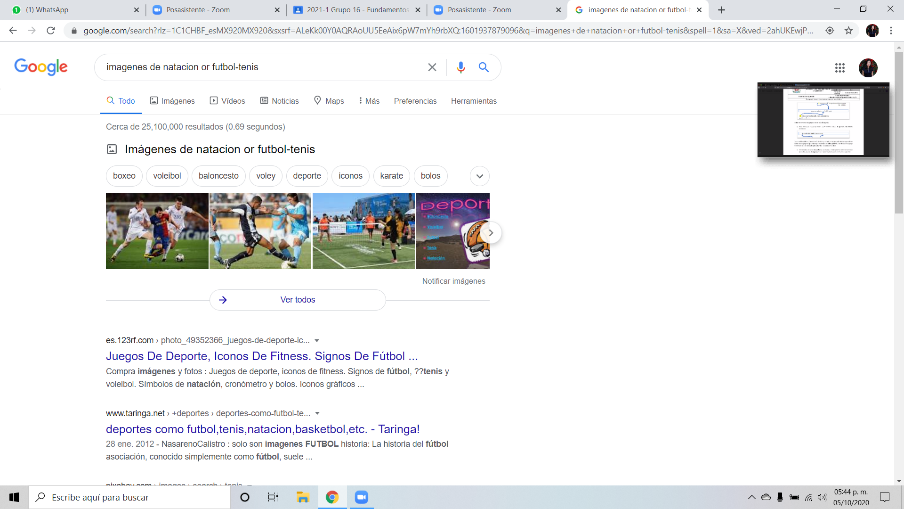 (1) WhatsApp
Posasistente - Zoom
2021-1 Grupo 16 - Fundamentos
Posasistente - Zoom
imagenes de natacion or futbol-
google.com/search?rlz=1C1CHBF_esMX920MX920&sxsrf=ALeKk00Y0AQRAoUU5EeAix6pW7mYh9rbXQ:1601937879096&q=imagenes+de+natacion+or+futbol-tenis&spell=1&sa=X&ved=2ahUKEwjP...
Google
imagenes de natacion or futbol-tenis
Todo
Imágenes
Vídeos
Noticias
Maps
Más
Preferencias
Herramientas
Cerca de 25,100,000 resultados (0.69 segundos)
Imágenes de natacion or futbol-tenis
boxeo
voleibol
baloncesto
voley
deporte
iconos
karate
bolos
Notificar imágenes
Ver todos
es.123rf.com › photo_49352366_juegos-de-deporte-ic...
Juegos De Deporte, Iconos De Fitness. Signos De Fútbol ...
Compra imágenes y fotos : Juegos de deporte, iconos de fitness. Signos de fútbol, ??tenis y
voleibol. Símbolos de natación, cronómetro y bolos. Iconos gráficos ...
www.taringa.net › +deportes › deportes-como-futbol-te...
deportes como futbol,tenis,natacion,basketbol,etc. - Taringa!
28 ene. 2012 - NasarenoCalistro : solo son imagenes FUTBOL historia: La historia del fútbol
asociación, conocido simplemente como fútbol, suele ...
Escribe aquí para buscar
05:44 p. m.
05/10/2020